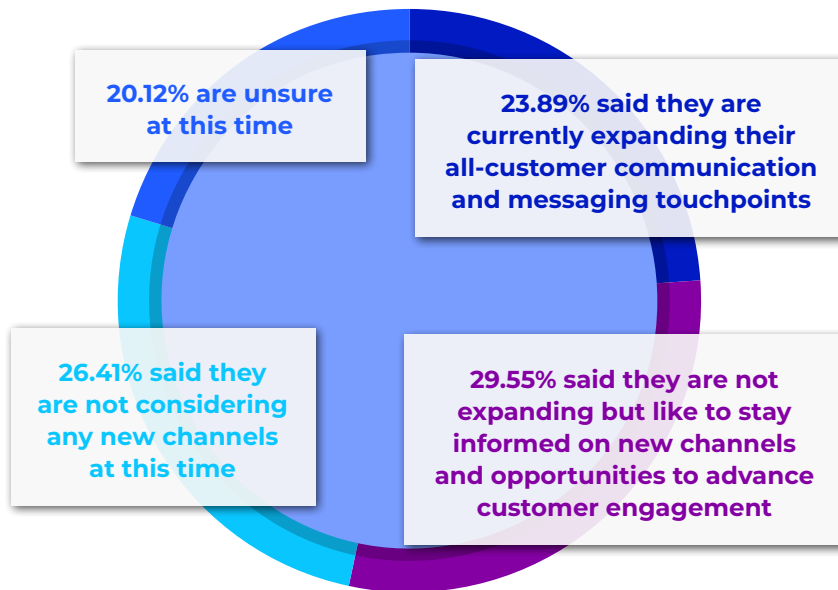 20.12% are unsure
at this time
23.89% said they are
currently expanding their
all-customer communication
and messaging touchpoints
26.41% said they
are not considering
any new channels
at this time
29.55% said they are not
expanding but like to stay
informed on new channels
and opportunities to advance
customer engagement